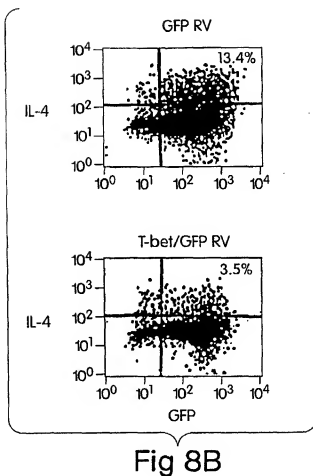 GFP RV
10⁴
13.4%
10³
IL-4
10²
10¹
10⁰
10⁰ 10¹ 10² 10³ 10⁴
T-bet/GFP RV
10⁴
3.5%
10³
IL-4
10²
10¹
10⁰
10⁰ 10¹ 10² 10³ 10⁴
GFP
Fig 8B